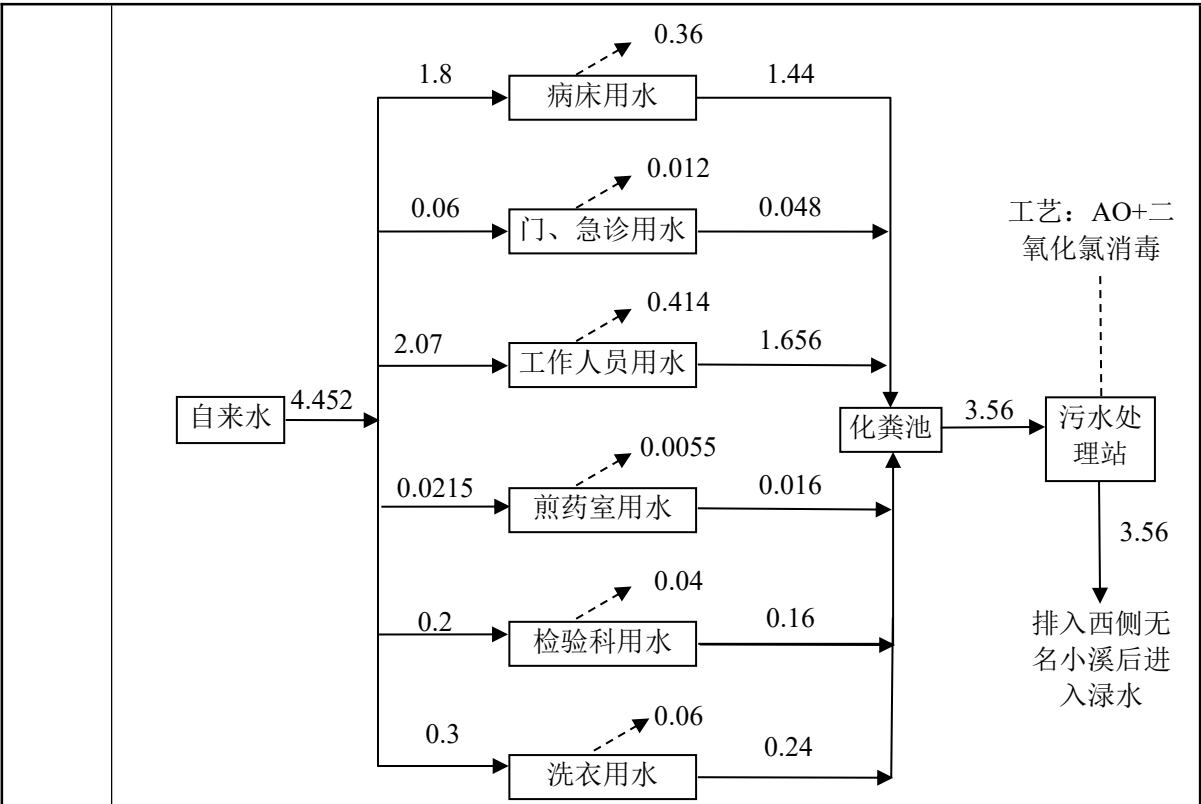 0.36
1.8
1.44
病床用水
0.012
0.06
0.048
门、急诊用水
工艺：AO+二
氧化氯消毒
0.414
2.07
1.656
工作人员用水
自来水
4.452
化粪池
3.56
污水处
理站
0.0055
0.0215
0.016
煎药室用水
3.56
0.04
0.2
0.16
检验科用水
排入西侧无
名小溪后进
入渌水
0.06
0.3
0.24
洗衣用水